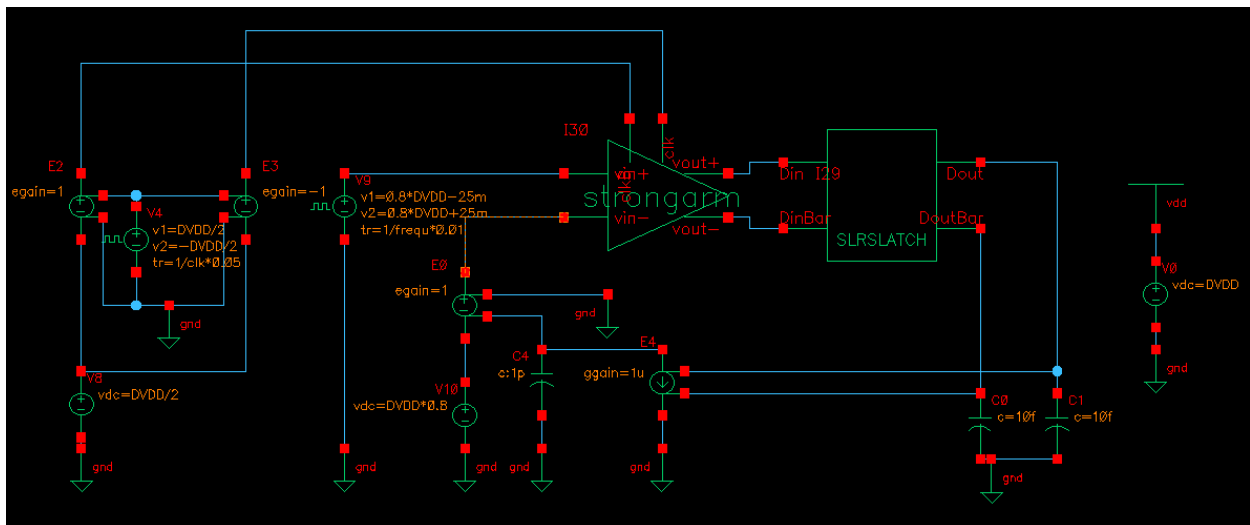 I30
clk
clkb
vin+
vin-
vout+
vout-
strongarm
Din I29
DinBar
Dout
DoutBar
SLRSLATCH
E2
egain=1
E3
egain=-1
V4
v1=DVDD/2
v2=-DVDD/2
tr=1/clk*0.05
gnd
V9
v1=0.8*DVDD-25m
v2=0.8*DVDD+25m
tr=1/frequ*0.01
E0
egain=1
gnd
vdd
V0
vdc=DVDD
gnd
V8
vdc=DVDD/2
gnd
gnd
V10
vdc=DVDD*0.8
gnd
C4
c:1p
gnd
E4
ggain=1u
gnd
C0
c=10f
C1
c=10f
gnd